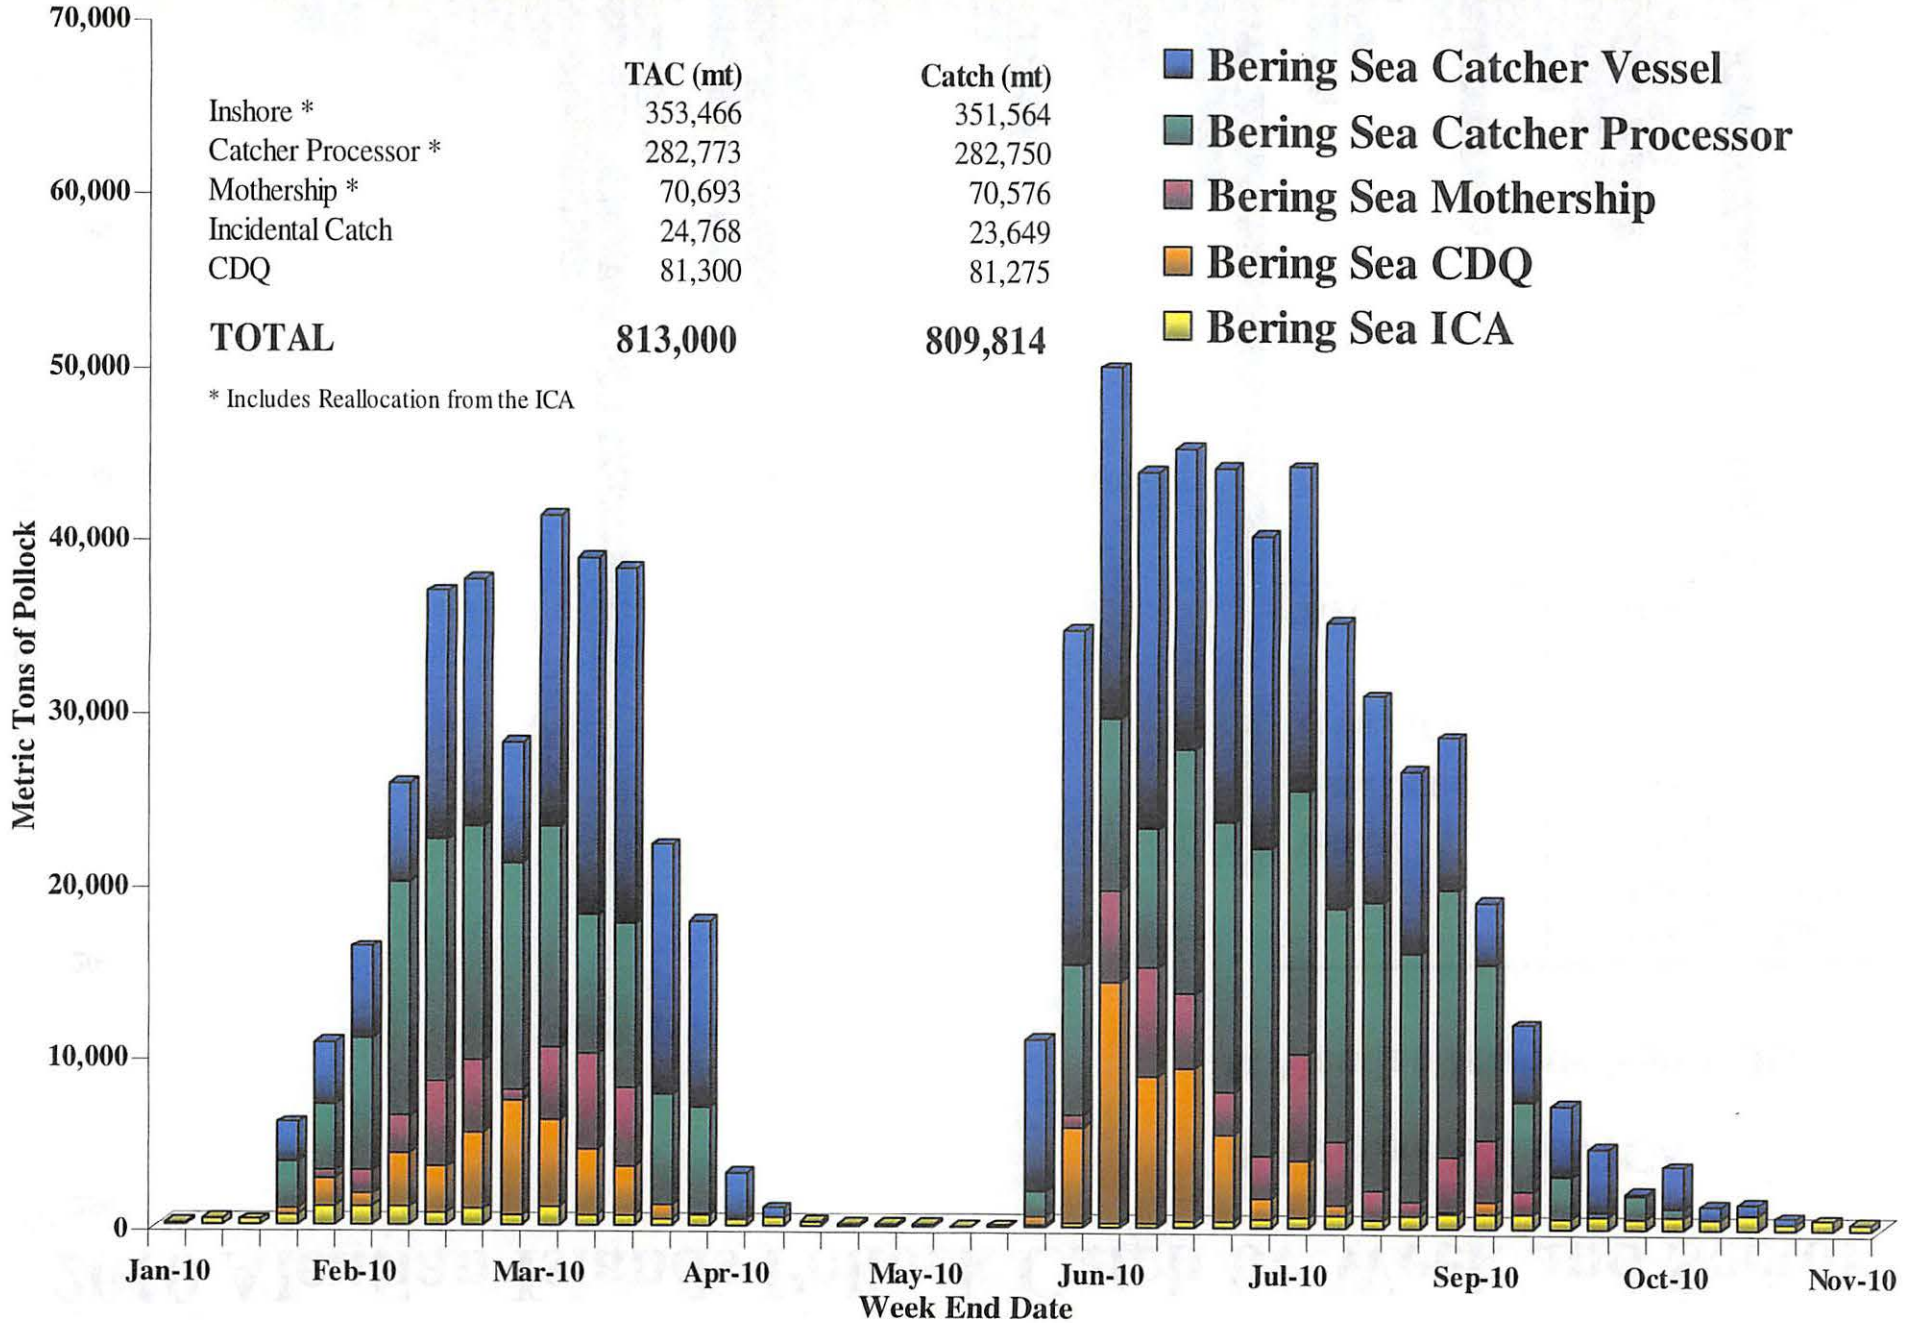 70,000
60,000
50,000
40,000
30,000
20,000
10,000
0
Metric Tons of Pollock
TAC (mt) Catch (mt)
Inshore * 353,466 351,564
Catcher Processor * 282,773 282,750
Mothership * 70,693 70,576
Incidental Catch 24,768 23,649
CDQ 81,300 81,275
TOTAL 813,000 809,814
* Includes Reallocation from the ICA
Bering Sea Catcher Vessel
Bering Sea Catcher Processor
Bering Sea Mothership
Bering Sea CDQ
Bering Sea ICA
Jan-10 Feb-10 Mar-10 Apr-10 May-10 Jun-10 Jul-10 Sep-10 Oct-10 Nov-10
Week End Date